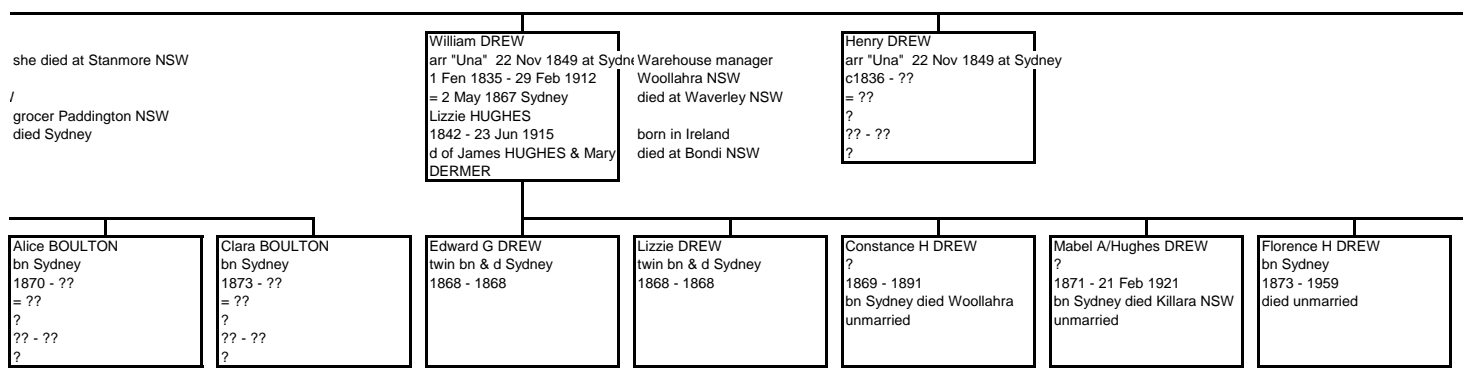 she died at Stanmore NSW
/
grocer Paddington NSW
died Sydney
William DREW
arr "Una" 22 Nov 1849 at Sydne
1 Fen 1835 - 29 Feb 1912
= 2 May 1867 Sydney
Lizzie HUGHES
1842 - 23 Jun 1915
d of James HUGHES & Mary
DERMER
Warehouse manager
Woollahra NSW
died at Waverley NSW
born in Ireland
died at Bondi NSW
Henry DREW
arr "Una" 22 Nov 1849 at Sydney
c1836 - ??
= ??
?
?? - ??
?
Alice BOULTON
bn Sydney
1870 - ??
= ??
?
?? - ??
?
Clara BOULTON
bn Sydney
1873 - ??
= ??
?
?? - ??
?
Edward G DREW
twin bn & d Sydney
1868 - 1868
Lizzie DREW
twin bn & d Sydney
1868 - 1868
Constance H DREW
?
1869 - 1891
bn Sydney died Woollahra
unmarried
Mabel A/Hughes DREW
?
1871 - 21 Feb 1921
bn Sydney died Killara NSW
unmarried
Florence H DREW
bn Sydney
1873 - 1959
died unmarried